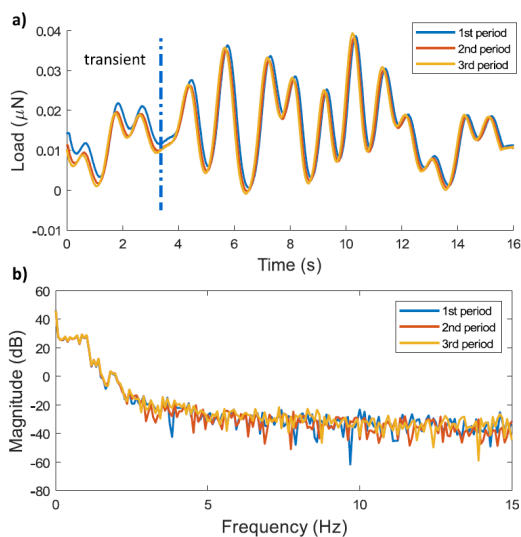 a)
0.04
0.03
0.02
0.01
0
-0.01
Load (μN)
transient
1st period
2nd period
3rd period
0 2 4 6 8 10 12 14 16
Time (s)
b)
60
40
20
0
-20
-40
-60
-80
Magnitude (dB)
1st period
2nd period
3rd period
0 5 10 15
Frequency (Hz)